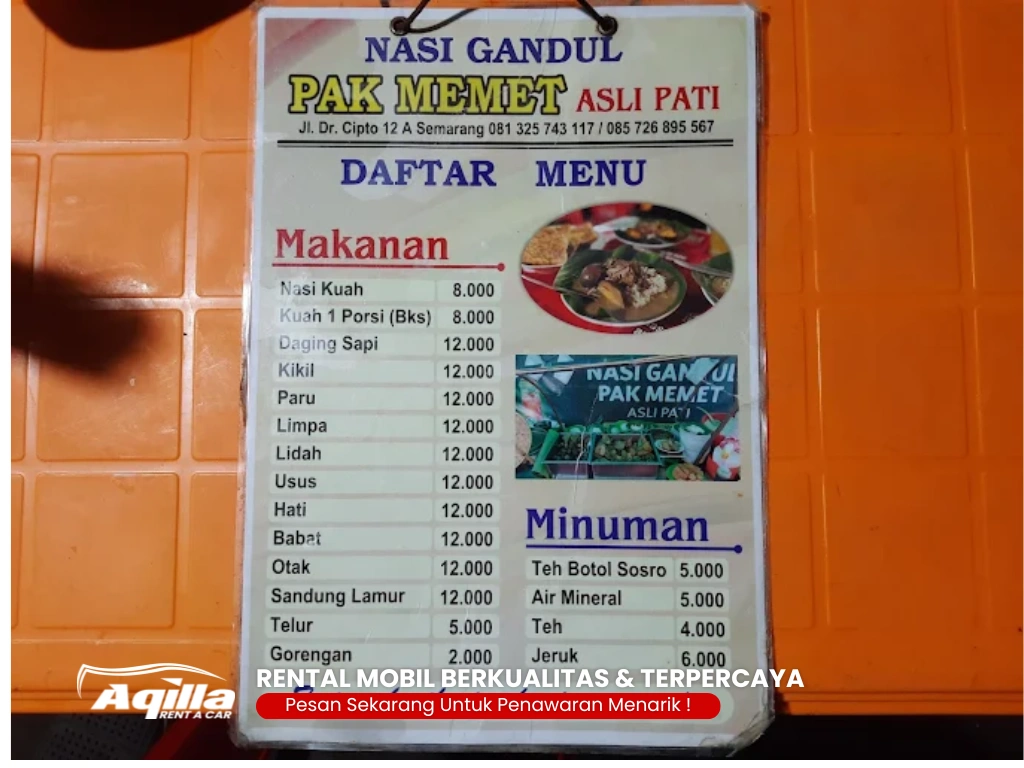 NASI GANDUL
PAK MEMET ASLI PATI
Jl. Dr. Cipto 12 A Semarang 081 325 743 117 / 085 726 895 567
DAFTAR MENU
Makanan
Nasi Kuah 8.000
Kuah 1 Porsi (Bks) 8.000
Daging Sapi 12.000
Kikil 12.000
Paru 12.000
Limpa 12.000
Lidah 12.000
Usus 12.000
Hati 12.000
Babat 12.000
Otak 12.000
Sandung Lamur 12.000
Telur 5.000
Gorengan 2.000
NASI GANDUL
PAK MEMET
ASLI PATI
Minuman
Teh Botol Sosro 5.000
Air Mineral 5.000
Teh 4.000
Jeruk 6.000
Aqilla
RENT A CAR
RENTAL MOBIL BERKUALITAS & TERPERCAYA
Pesan Sekarang Untuk Penawaran Menarik !